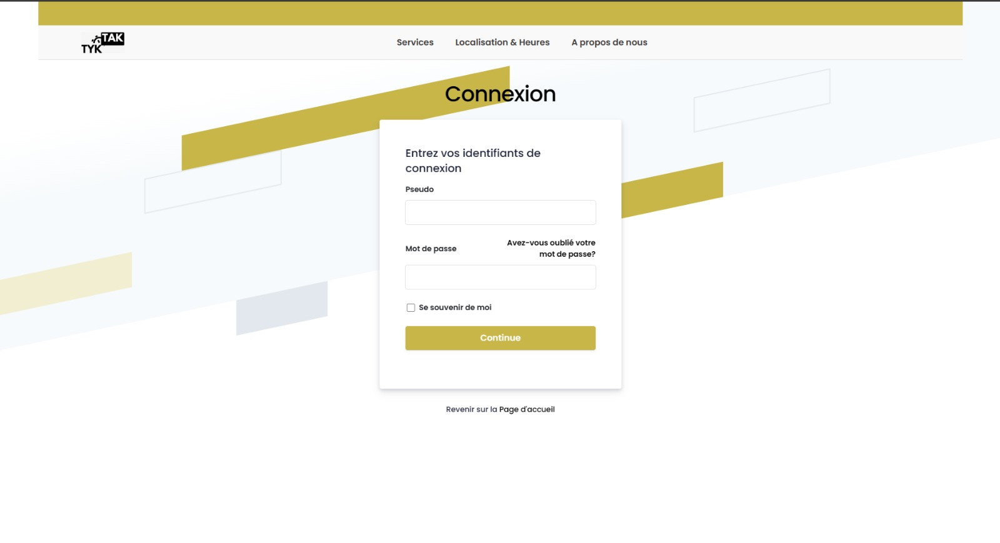 TYK TAK
Services
Localisation & Heures
A propos de nous
Connexion
Entrez vos identifiants de
connexion
Pseudo
Mot de passe
Avez-vous oublié votre
mot de passe?
Se souvenir de moi
Continue
Revenir sur la Page d'accueil